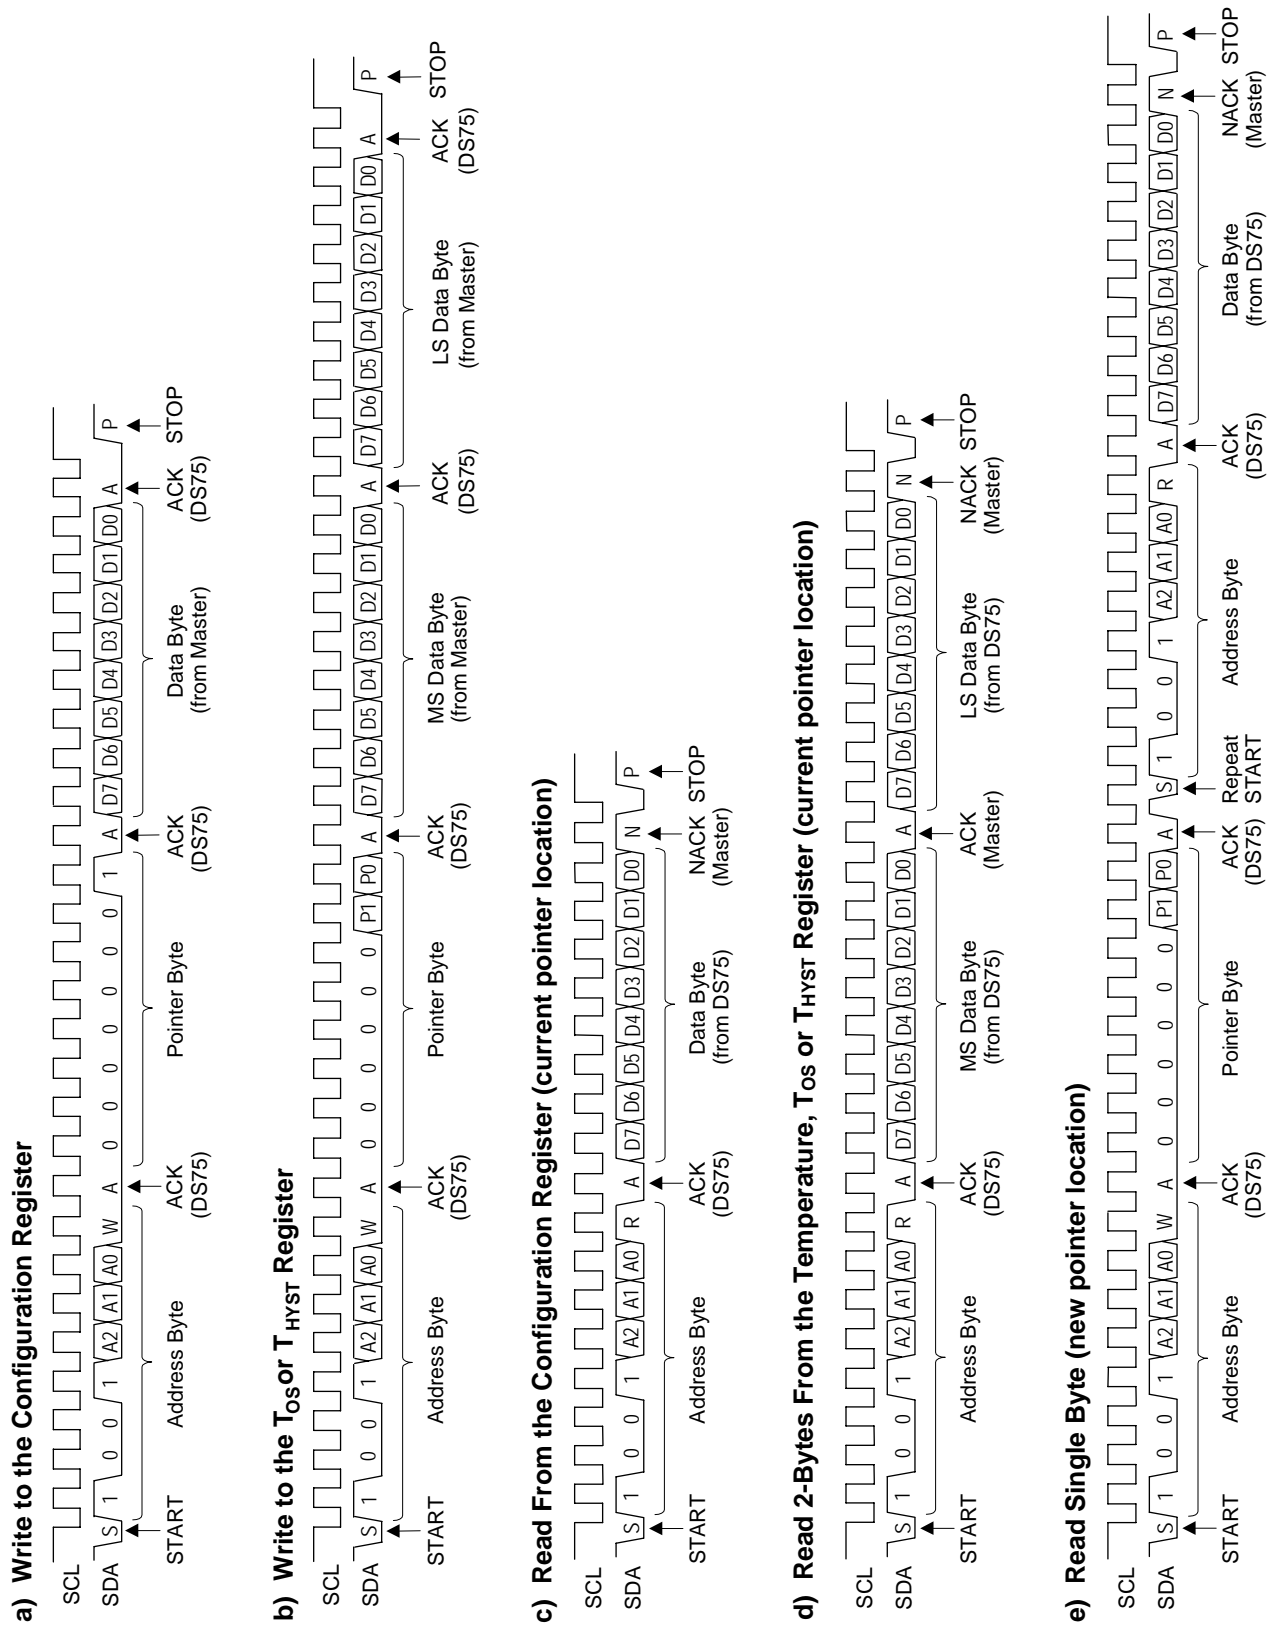 a) Write to the Configuration Register
SCL
SDA S 1 0 0 1 A2 A1 A0 W A 0 0 0 0 0 0 0 1 A D7 D6 D5 D4 D3 D2 D1 D0 A P
START Address Byte ACK Pointer Byte ACK Data Byte ACK STOP
(DS75) (DS75) (from Master) (DS75)
b) Write to the TOS or THYST Register
SCL
SDA S 1 0 0 1 A2 A1 A0 W A 0 0 0 0 0 0 P1 P0 A D7 D6 D5 D4 D3 D2 D1 D0 A D7 D6 D5 D4 D3 D2 D1 D0 A P
START Address Byte ACK Pointer Byte ACK MS Data Byte ACK LS Data Byte ACK STOP
(DS75) (DS75) (from Master) (DS75) (from Master) (DS75)
c) Read From the Configuration Register (current pointer location)
SCL
SDA S 1 0 0 1 A2 A1 A0 R A D7 D6 D5 D4 D3 D2 D1 D0 N P
START Address Byte ACK Data Byte NACK STOP
(DS75) (from DS75) (Master)
d) Read 2-Bytes From the Temperature, TOS or THYST Register (current pointer location)
SCL
SDA S 1 0 0 1 A2 A1 A0 R A D7 D6 D5 D4 D3 D2 D1 D0 A D7 D6 D5 D4 D3 D2 D1 D0 N P
START Address Byte ACK MS Data Byte ACK LS Data Byte NACK STOP
(DS75) (from DS75) (Master) (from DS75) (Master)
e) Read Single Byte (new pointer location)
SCL
SDA S 1 0 0 1 A2 A1 A0 W A 0 0 0 0 0 0 P1 P0 A S 1 0 0 1 A2 A1 A0 R A D7 D6 D5 D4 D3 D2 D1 D0 N P
START Address Byte ACK Pointer Byte ACK Repeat Address Byte ACK Data Byte NACK STOP
(DS75) (DS75) START (DS75) (from DS75) (Master)